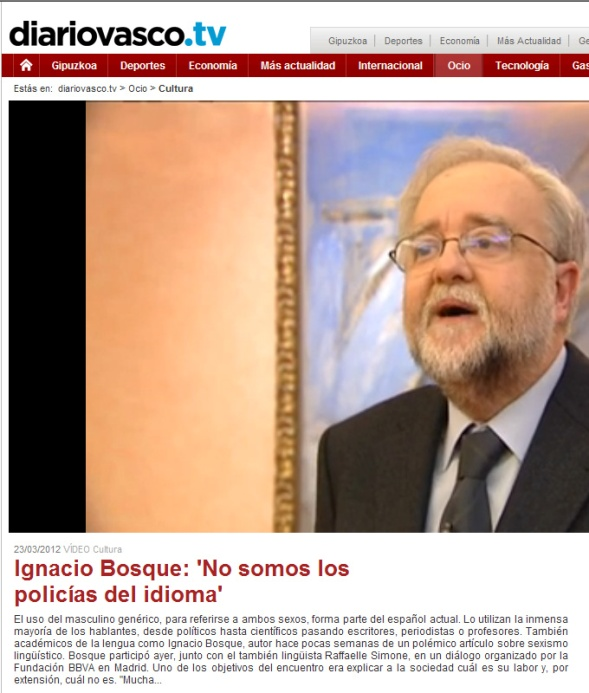 diariovasco.tv
Gipuzkoa | Deportes | Economía | Más Actualidad | Ge
Gipuzkoa Deportes Economía Más actualidad Internacional Ocio Tecnología Gas
Estás en: diariovasco.tv > Ocio > Cultura
23/03/2012 VÍDEO Cultura
Ignacio Bosque: 'No somos los
policías del idioma'
El uso del masculino genérico, para referirse a ambos sexos, forma parte del español actual. Lo utilizan la inmensa
mayoría de los hablantes, desde políticos hasta científicos pasando escritores, periodistas o profesores. También
académicos de la lengua como Ignacio Bosque, autor hace pocas semanas de un polémico artículo sobre sexismo
lingüístico. Bosque participó ayer, junto con el también lingüista Raffaelle Simone, en un diálogo organizado por la
Fundación BBVA en Madrid. Uno de los objetivos del encuentro era explicar a la sociedad cuál es su labor y, por
extensión, cuál no es. "Mucha...